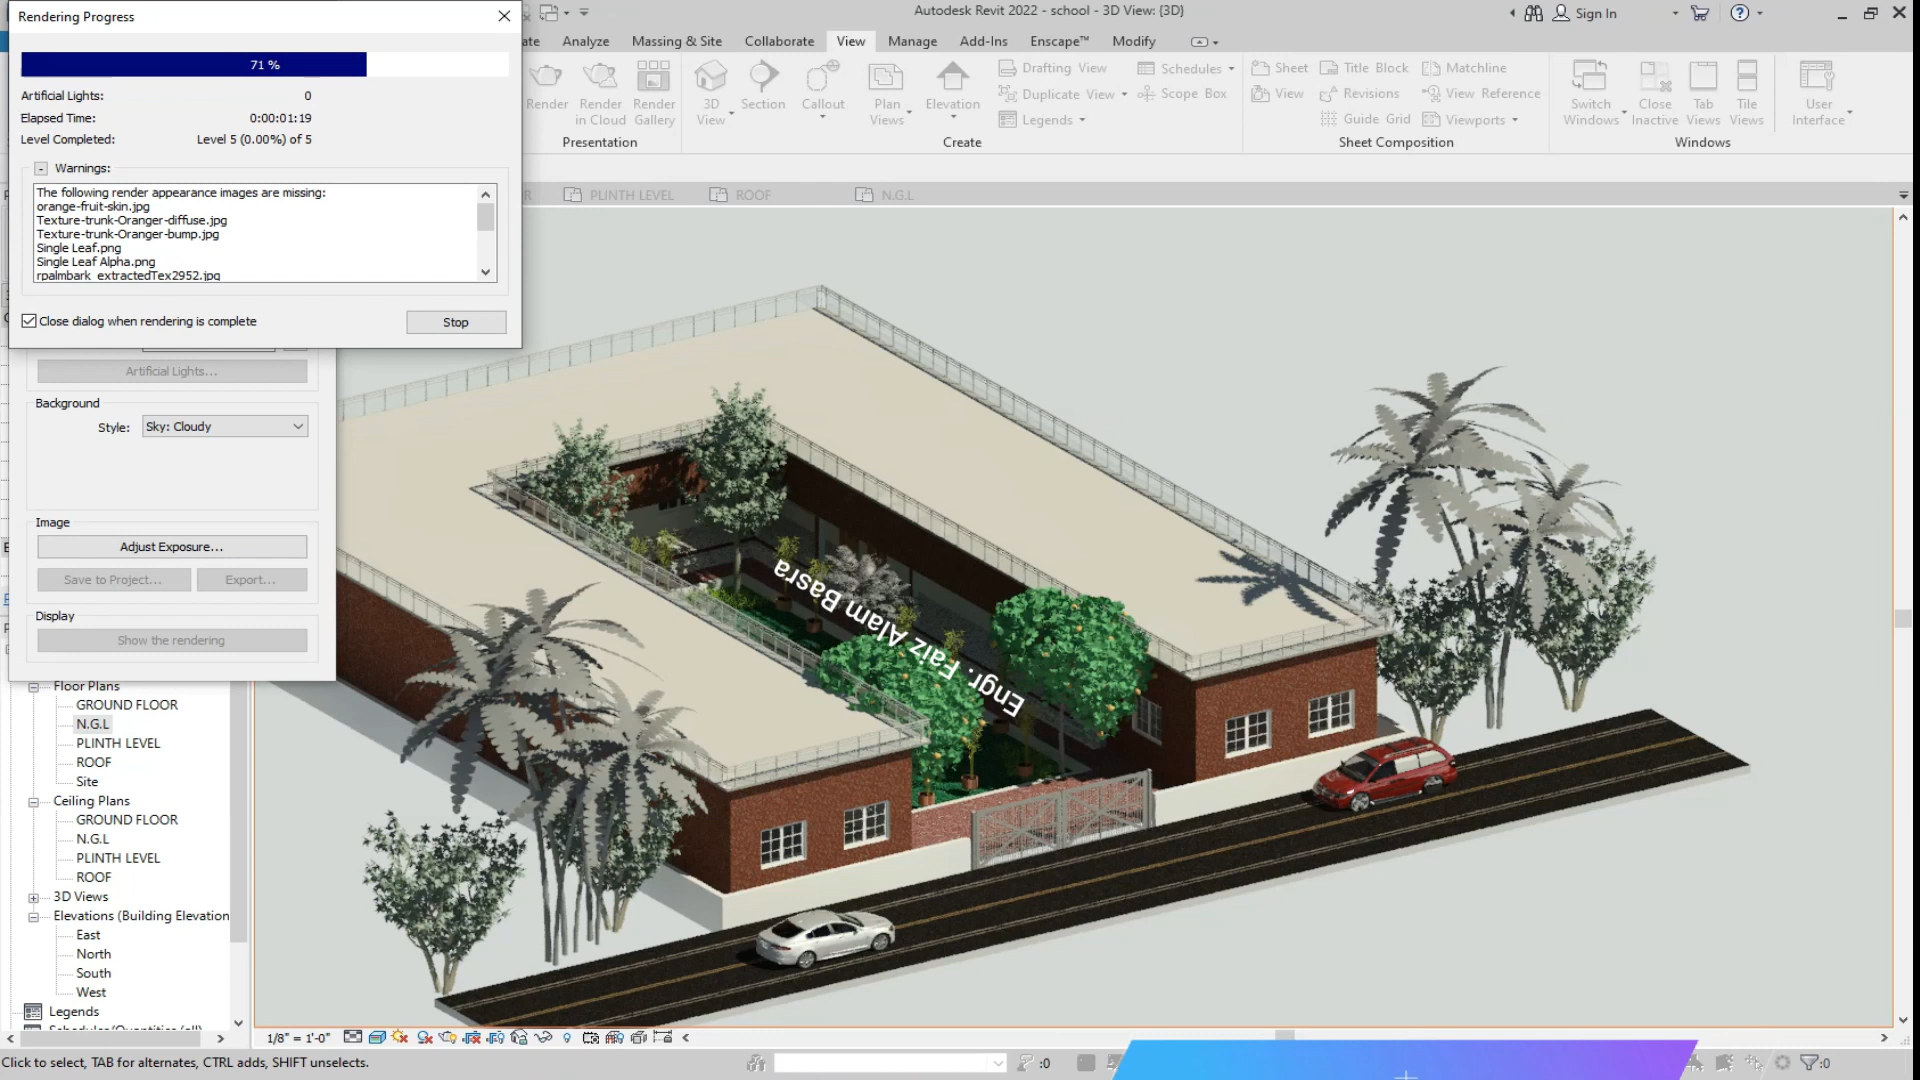 Rendering Progress
71 %
Artificial Lights: 0
Elapsed Time: 0:00:01:19
Level Completed: Level 5 (0.00%) of 5
- Warnings:
The following render appearance images are missing:
orange-fruit-skin.jpg
Texture-trunk-Oranger-diffuse.jpg
Texture-trunk-Oranger-bump.jpg
Single Leaf.png
Single Leaf Alpha.png
rpalmbark_extractedTex2952.jpg
Close dialog when rendering is complete
Stop
Artificial Lights...
Background
Style: Sky: Cloudy
Image
Adjust Exposure...
Save to Project... Export...
Display
Show the rendering
Autodesk Revit 2022 - school - 3D View: {3D}
Sign In
Analyze Massing & Site Collaborate View Manage Add-Ins Enscape™ Modify
Render
Render in Cloud
Render Gallery
Presentation
3D View
Section
Callout
Plan Views
Elevation
Drafting View
Duplicate View
Legends
Schedules
Scope Box
Create
Sheet
View
Title Block
Revisions
Guide Grid
Matchline
View Reference
Viewports
Sheet Composition
Switch Windows
Close Inactive
Tab Views
Tile Views
Windows
User Interface
PLINTH LEVEL ROOF N.G.L
Engr. Faiz Alam Basra
Floor Plans
GROUND FLOOR
N.G.L
PLINTH LEVEL
ROOF
Site
Ceiling Plans
GROUND FLOOR
N.G.L
PLINTH LEVEL
ROOF
3D Views
Elevations (Building Elevation
East
North
South
West
Legends
1/8" = 1'-0"
Click to select, TAB for alternates, CTRL adds, SHIFT unselects.
:0
:0